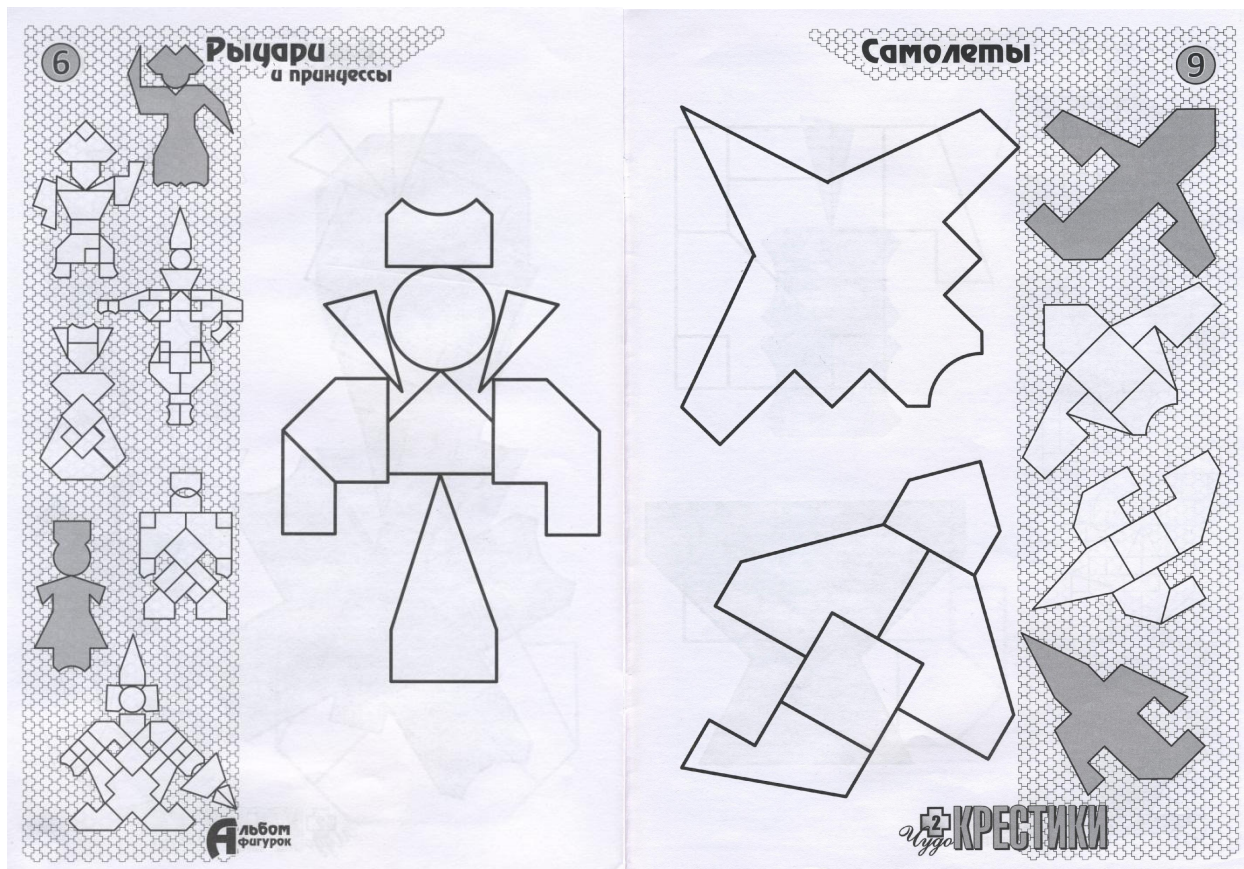 6
Рыцари
и принцессы
Альбом
фигурок
Самолеты
9
Чудо 2 КРЕСТИКИ